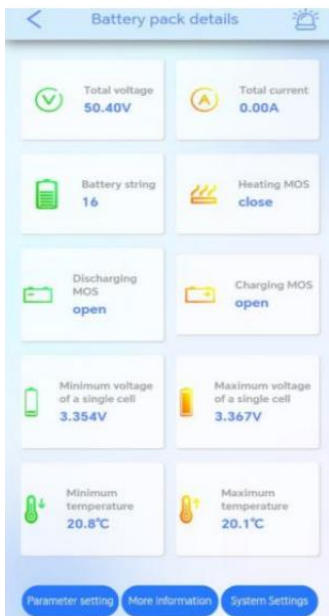 Battery pack details
Total voltage
50.40V
Total current
0.00A
Battery string
16
Heating MOS
close
Discharging
MOS
open
Charging MOS
open
Minimum voltage
of a single cell
3.354V
Maximum voltage
of a single cell
3.367V
Minimum
temperature
20.8℃
Maximum
temperature
20.1℃
Parameter setting
More information
System Settings